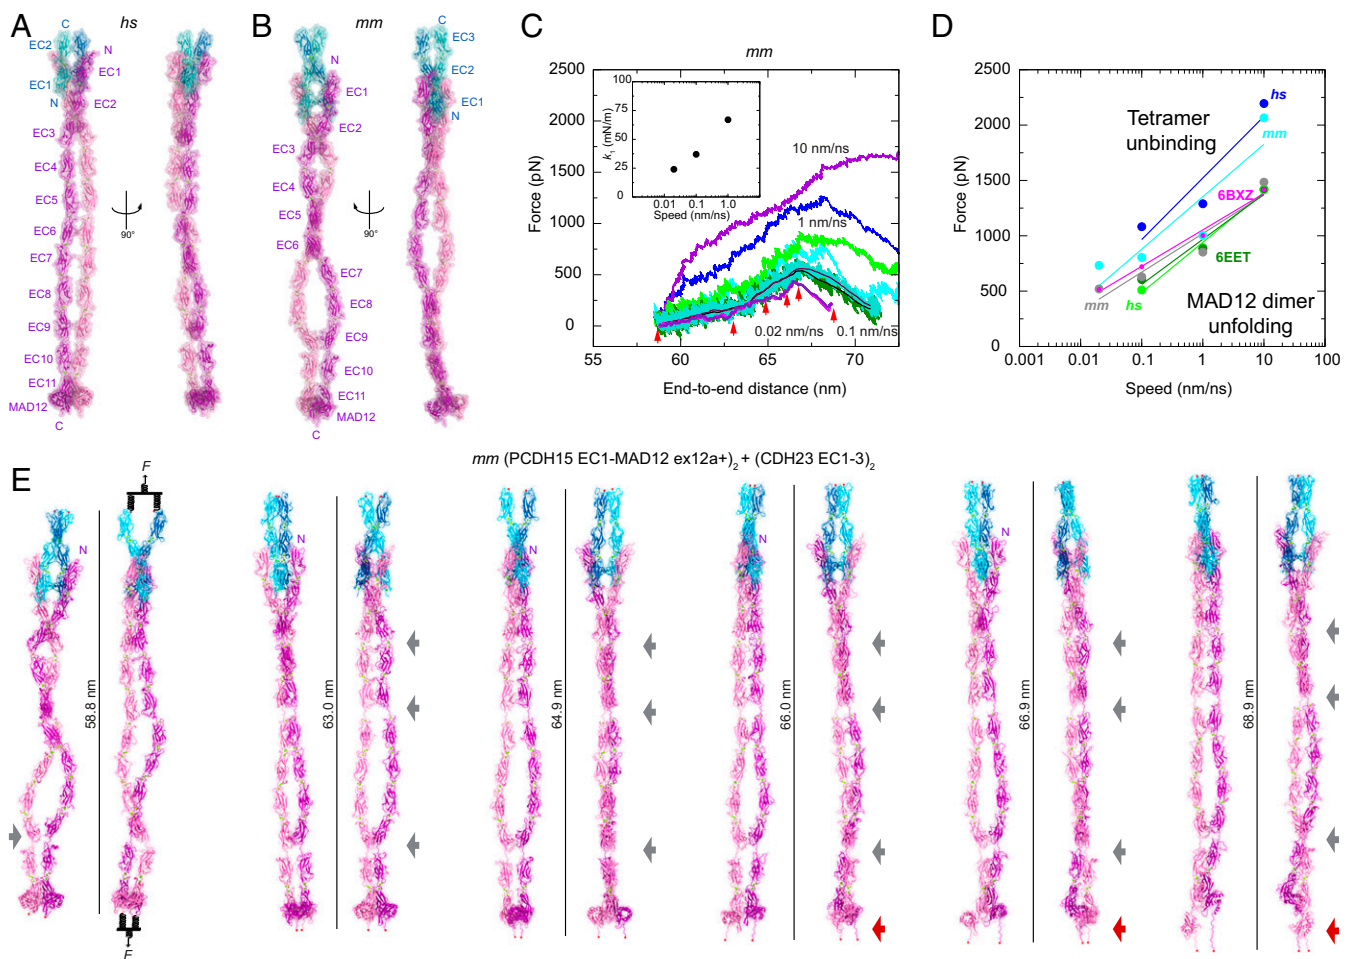 A
hs
C
EC2
N
EC1
EC1
N
EC2
EC3
EC4
EC5
EC6
90°
EC7
EC8
EC9
EC10
EC11
MAD12
C
B
mm
C
EC3
N
EC2
EC1
EC1
N
EC2
EC3
EC4
EC5
EC6
90°
EC7
EC8
EC9
EC10
EC11
MAD12
C
C
mm
Force (pN)
2500
2000
1500
1000
500
0
55
60
65
70
End-to-end distance (nm)
k1 (mN/m)
100
75
50
25
0
0.01
0.1
1.0
Speed (nm/ns)
10 nm/ns
1 nm/ns
0.02 nm/ns
0.1 nm/ns
D
Force (pN)
2500
2000
1500
1000
500
0
0.001
0.01
0.1
1
10
100
Speed (nm/ns)
Tetramer
unbinding
hs
mm
6BXZ
6EET
mm
hs
MAD12 dimer
unfolding
E
mm (PCDH15 EC1-MAD12 ex12a+)2 + (CDH23 EC1-3)2
F
N
58.8 nm
F
N
63.0 nm
N
64.9 nm
N
66.0 nm
N
66.9 nm
68.9 nm